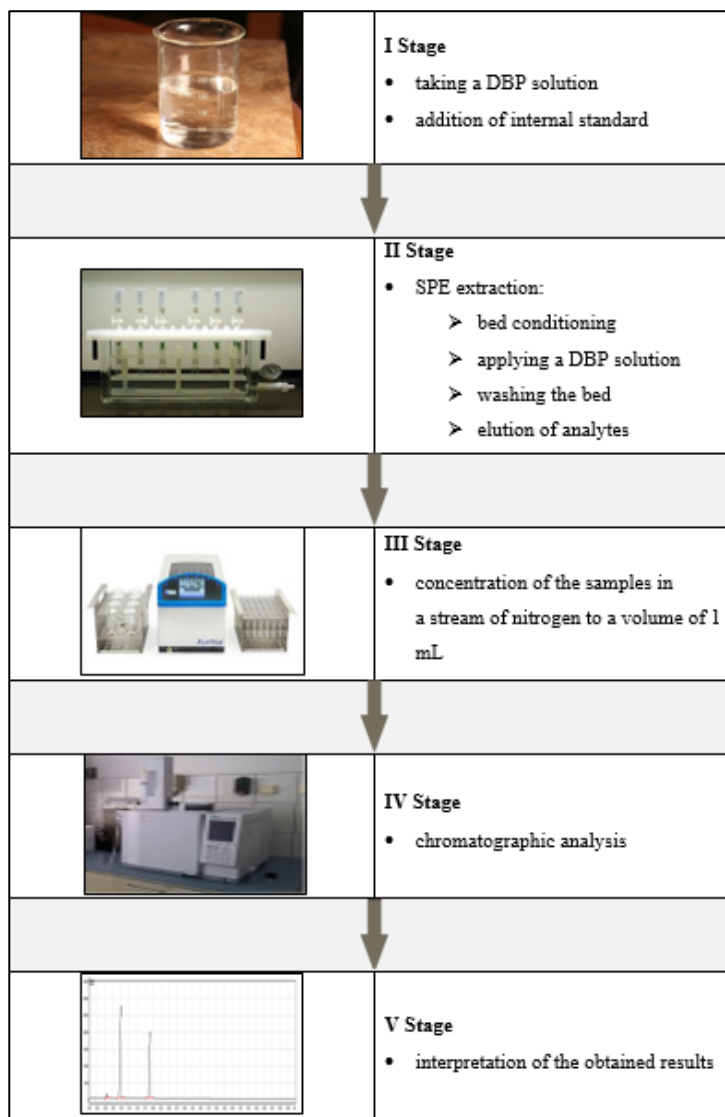 I Stage
• taking a DBP solution
• addition of internal standard
II Stage
• SPE extraction:
➤ bed conditioning
➤ applying a DBP solution
➤ washing the bed
➤ elution of analytes
III Stage
• concentration of the samples in
a stream of nitrogen to a volume of 1
mL
IV Stage
• chromatographic analysis
V Stage
• interpretation of the obtained results